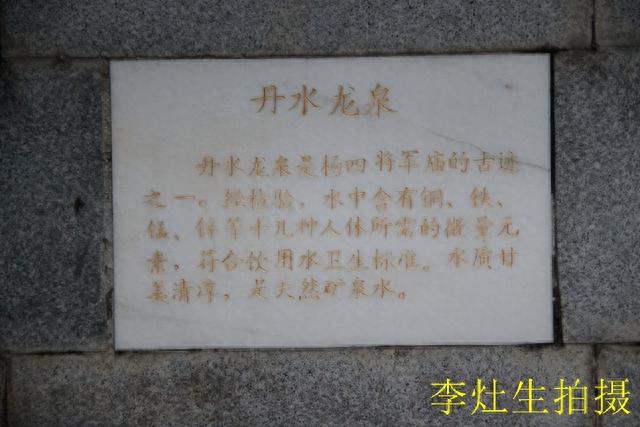 丹水龙泉
丹水龙泉是杨四将军庙的古迹
之一。经检验，水中含有铜、铁、
锰、锌等十几种人体所需的微量元
素，符合饮用水卫生标准。水质甘
美清淳，是天然矿泉水。
李灶生拍摄